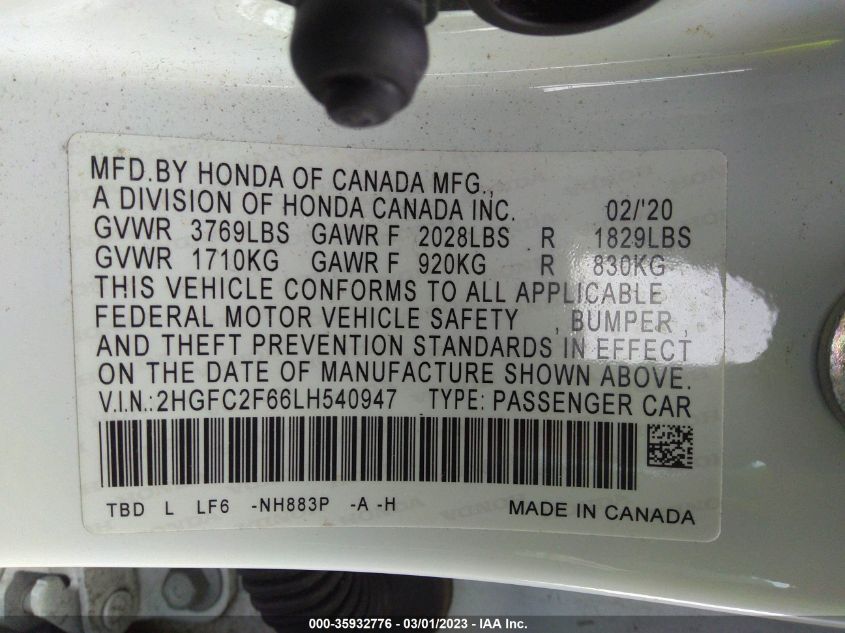 MFD.BY HONDA OF CANADA MFG.,
A DIVISION OF HONDA CANADA INC. 02/'20
GVWR 3769LBS GAWR F 2028LBS R 1829LBS
GVWR 1710KG GAWR F 920KG R 830KG
THIS VEHICLE CONFORMS TO ALL APPLICABLE
FEDERAL MOTOR VEHICLE SAFETY , BUMPER ,
AND THEFT PREVENTION STANDARDS IN EFFECT
ON THE DATE OF MANUFACTURE SHOWN ABOVE.
V.I.N.:2HGFC2F66LH540947 TYPE: PASSENGER CAR
TBD L LF6 -NH883P -A -H MADE IN CANADA
000-35932776 - 03/01/2023 - IAA Inc.